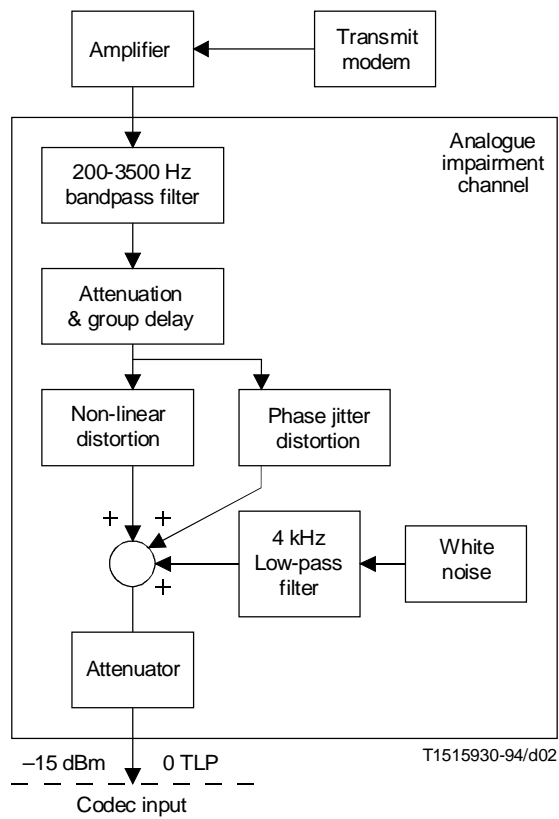 Amplifier
Transmit
modem
Analogue
impairment
channel
200-3500 Hz
bandpass filter
Attenuation
& group delay
Non-linear
distortion
Phase jitter
distortion
+ +
+
4 kHz
Low-pass
filter
White
noise
Attenuator
–15 dBm 0 TLP
T1515930-94/d02
Codec input